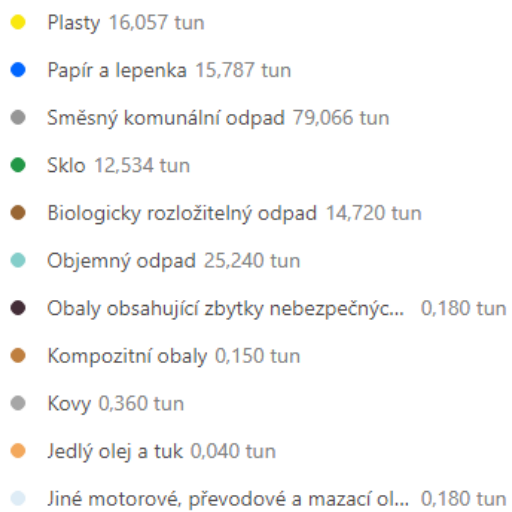 Plasty 16,057 tun
Papír a lepenka 15,787 tun
Směsný komunální odpad 79,066 tun
Sklo 12,534 tun
Biologicky rozložitelný odpad 14,720 tun
Objemný odpad 25,240 tun
Obaly obsahující zbytky nebezpečnýc... 0,180 tun
Kompozitní obaly 0,150 tun
Kovy 0,360 tun
Jedlý olej a tuk 0,040 tun
Jiné motorové, převodové a mazací ol... 0,180 tun